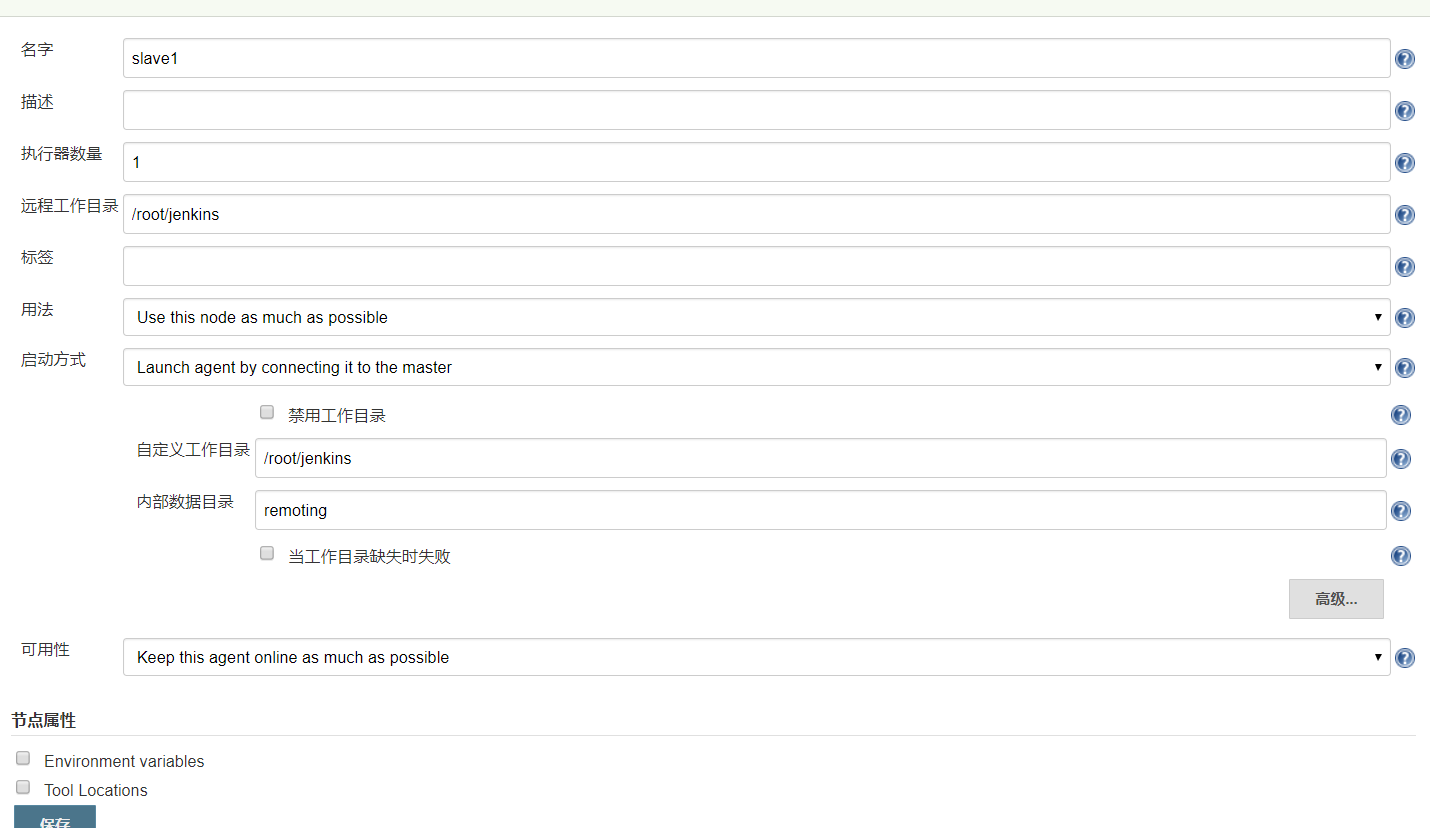 名字
slave1
描述
执行器数量
1
远程工作目录
/root/jenkins
标签
用法
Use this node as much as possible
启动方式
Launch agent by connecting it to the master
禁用工作目录
自定义工作目录
/root/jenkins
内部数据目录
remoting
当工作目录缺失时失败
高级...
可用性
Keep this agent online as much as possible
节点属性
Environment variables
Tool Locations
保存